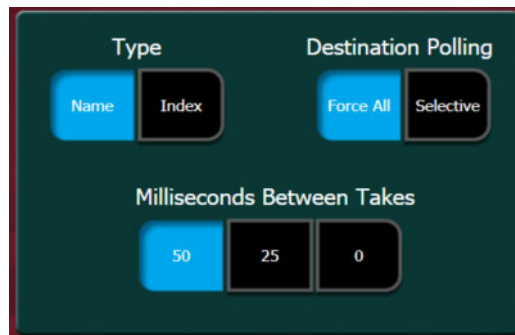 Type
Destination Polling
Name
Index
Force All
Selective
Milliseconds Between Takes
50
25
0